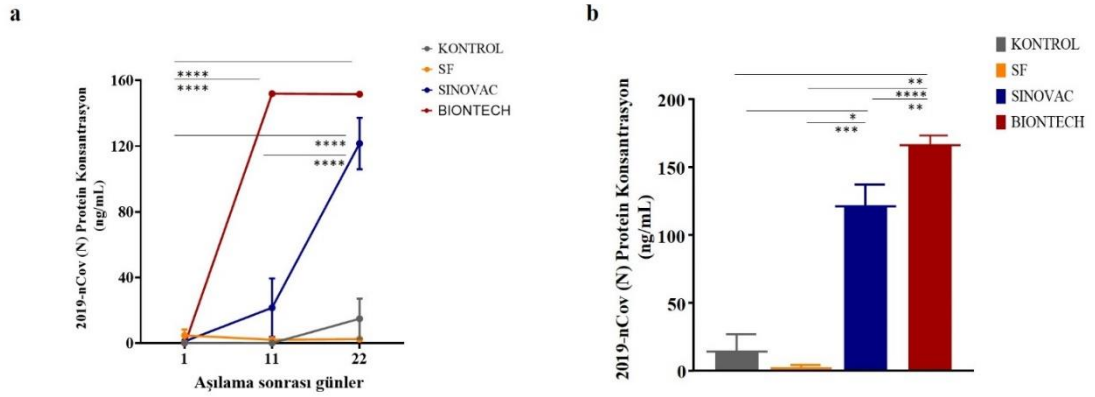 a
KONTROL
SF
SINOVAC
BIONTECH
****
****
****
****
160
120
80
40
0
1 11 22
2019-nCov (N) Protein Konsantrasyon
(ng/mL)
Aşılama sonrası günler
b
KONTROL
SF
SINOVAC
BIONTECH
**
****
**
*
***
200
150
100
50
0
2019-nCov (N) Protein Konsantrasyon
(ng/mL)